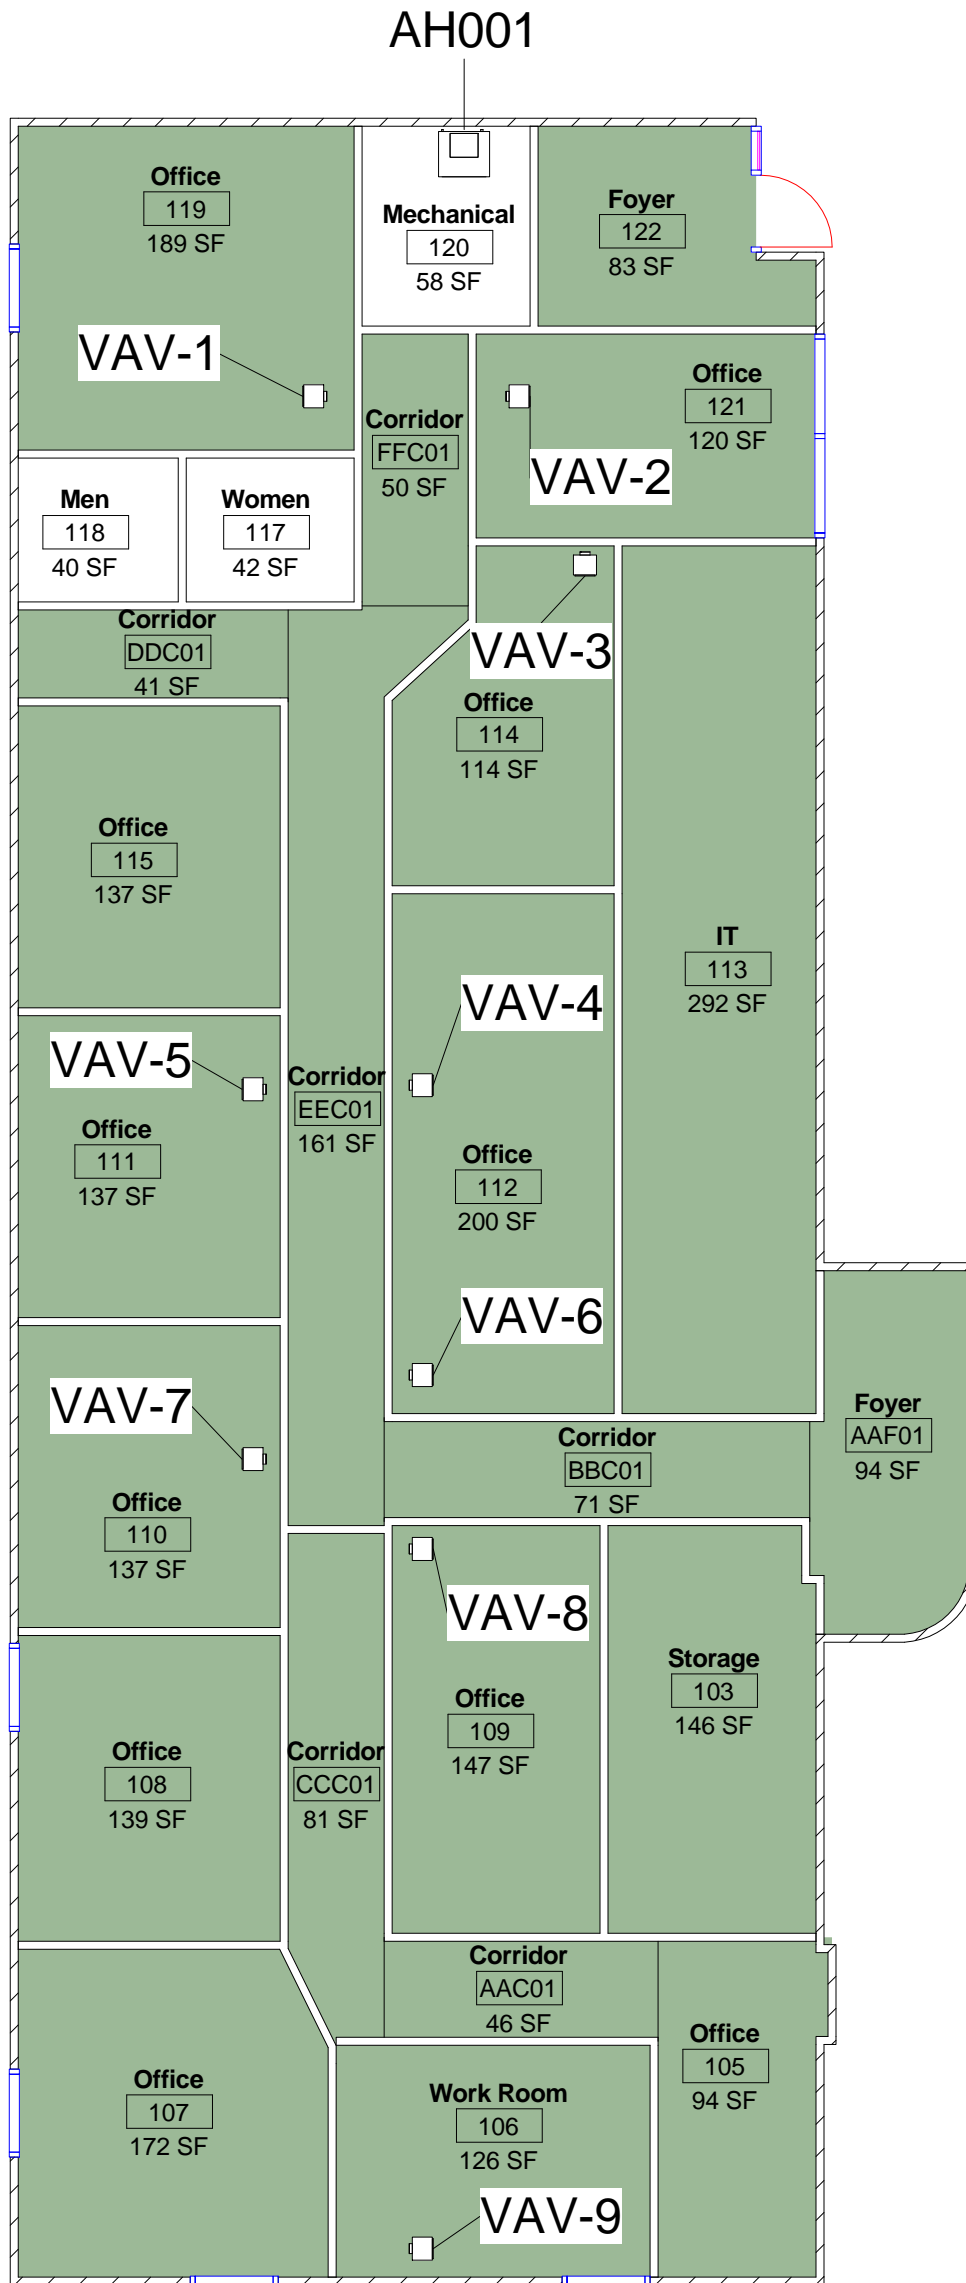 AH001
Office
119
189 SF
Mechanical
120
58 SF
Foyer
122
83 SF
VAV-1
Corridor
FFC01
50 SF
Office
121
120 SF
VAV-2
Men
118
40 SF
Women
117
42 SF
Corridor
DDC01
41 SF
VAV-3
Office
114
114 SF
Office
115
137 SF
IT
113
292 SF
VAV-4
VAV-5
Corridor
EEC01
161 SF
Office
111
137 SF
Office
112
200 SF
VAV-6
VAV-7
Foyer
AAF01
94 SF
Corridor
BBC01
71 SF
Office
110
137 SF
VAV-8
Storage
103
146 SF
Office
109
147 SF
Office
108
139 SF
Corridor
CCC01
81 SF
Corridor
AAC01
46 SF
Office
105
94 SF
Office
107
172 SF
Work Room
106
126 SF
VAV-9